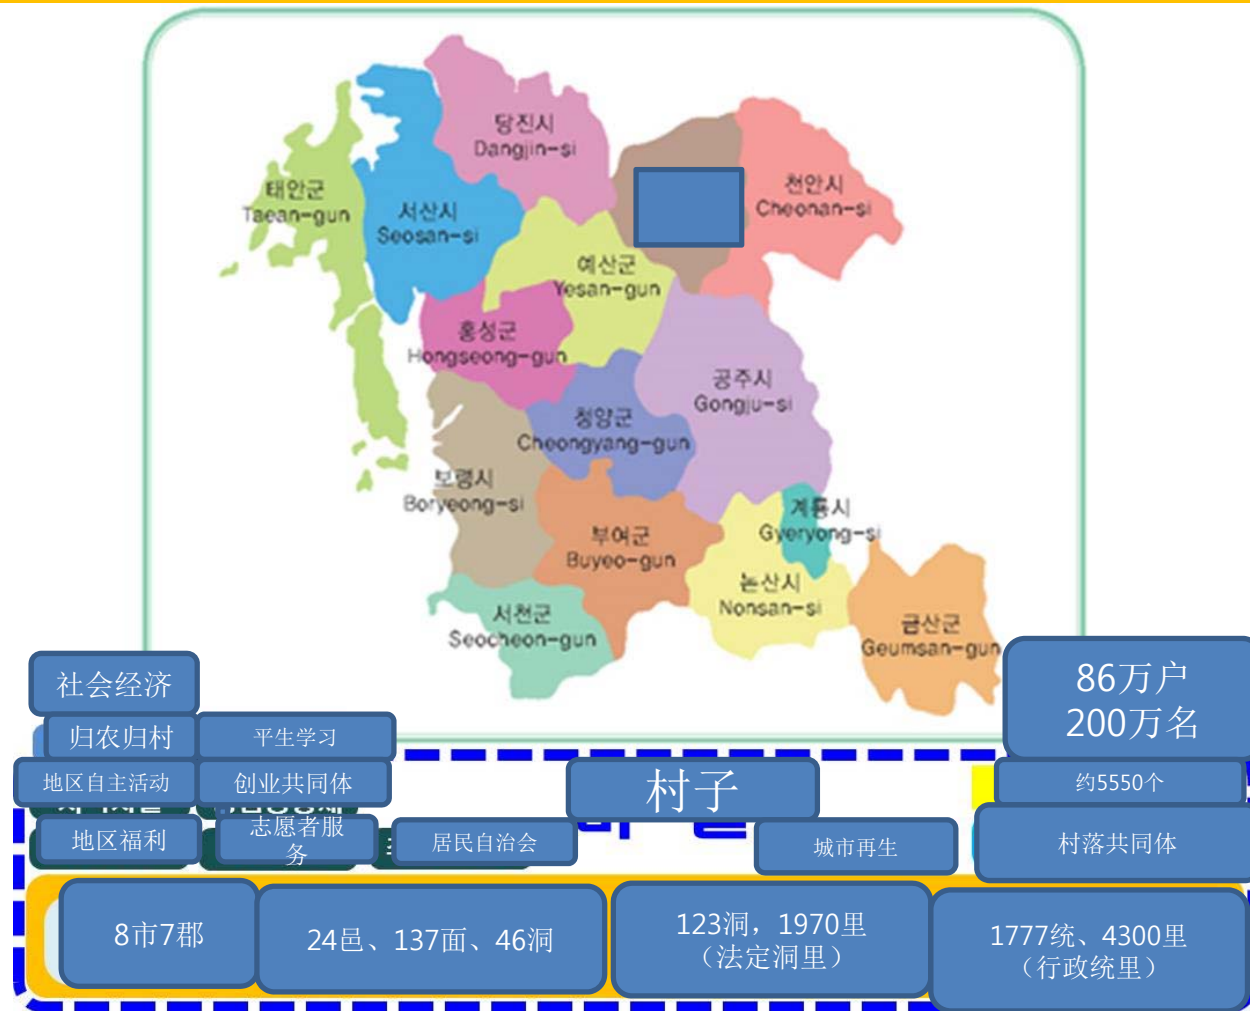 당진시
Dangjin-si
태안군
Taean-gun
서산시
Seosan-si
천안시
Cheonan-si
예산군
Yesan-gun
홍성군
Hongseong-gun
공주시
Gongju-si
청양군
Cheongyang-gun
보령시
Boryeong-si
계룡시
Gyeryong-si
부여군
Buyeo-gun
논산시
Nonsan-si
서천군
Seocheon-gun
금산군
Geumsan-gun
社会经济
86万户
200万名
归农归村
平生学习
地区自主活动
创业共同体
村子
约5550个
地区福利
志愿者服
务
居民自治会
城市再生
村落共同体
8市7郡
24邑、137面、46洞
123洞，1970里
（法定洞里）
1777统、4300里
（行政统里）